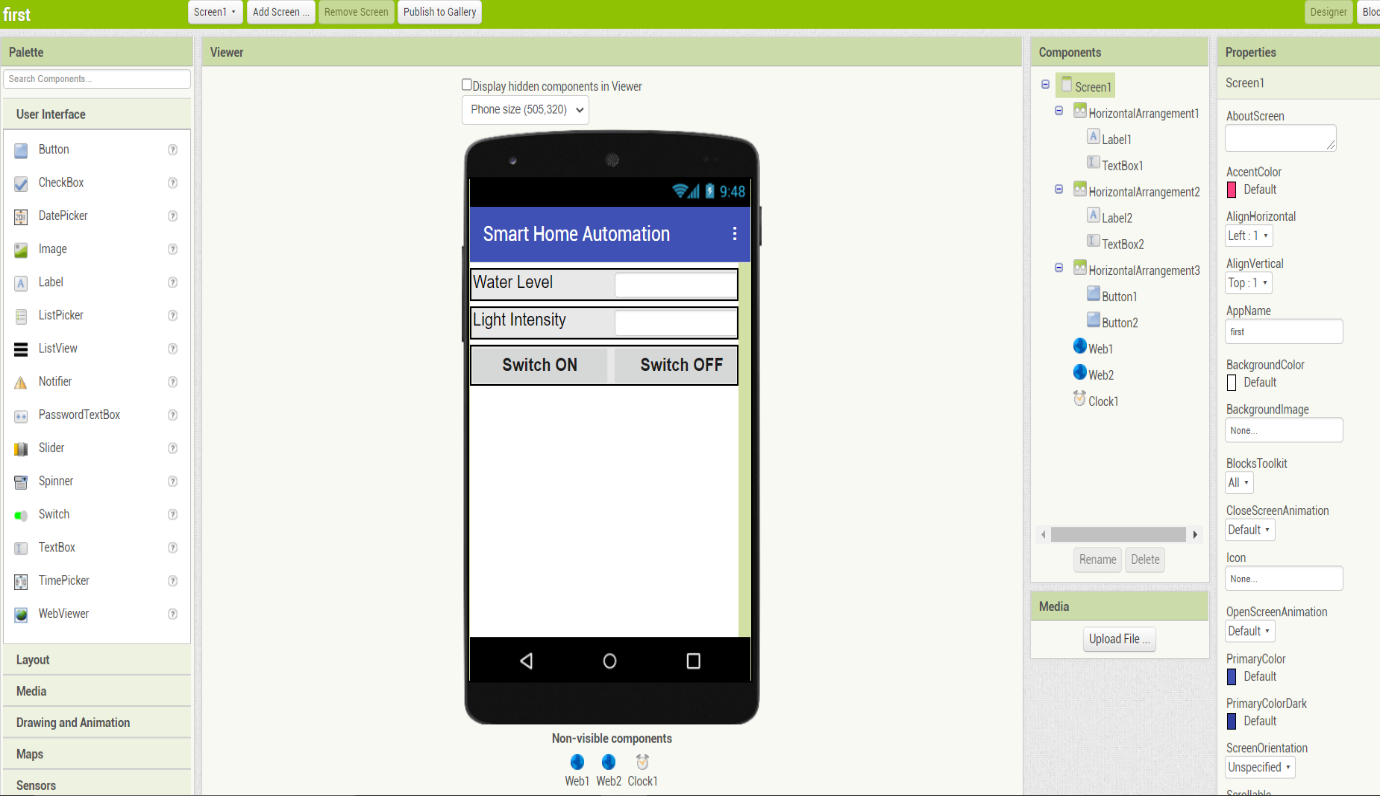 first
Screen1
Add Screen ...
Remove Screen
Publish to Gallery
Designer
Bloc
Palette
Search Components...
User Interface
Button ?
CheckBox ?
DatePicker ?
Image ?
Label ?
ListPicker ?
ListView ?
Notifier ?
PasswordTextBox ?
Slider ?
Spinner ?
Switch ?
TextBox ?
TimePicker ?
WebViewer ?
Layout
Media
Drawing and Animation
Maps
Sensors
Viewer
Display hidden components in Viewer
Phone size (505,320)
9:48
Smart Home Automation
Water Level
Light Intensity
Switch ON
Switch OFF
Non-visible components
Web1 Web2 Clock1
Components
Screen1
HorizontalArrangement1
A Label1
TextBox1
HorizontalArrangement2
A Label2
TextBox2
HorizontalArrangement3
Button1
Button2
Web1
Web2
Clock1
Rename
Delete
Media
Upload File ...
Properties
Screen1
AboutScreen
AccentColor
Default
AlignHorizontal
Left : 1
AlignVertical
Top : 1
AppName
first
BackgroundColor
Default
BackgroundImage
None...
BlocksToolkit
All
CloseScreenAnimation
Default
Icon
None...
OpenScreenAnimation
Default
PrimaryColor
Default
PrimaryColorDark
Default
ScreenOrientation
Unspecified
Scrollable